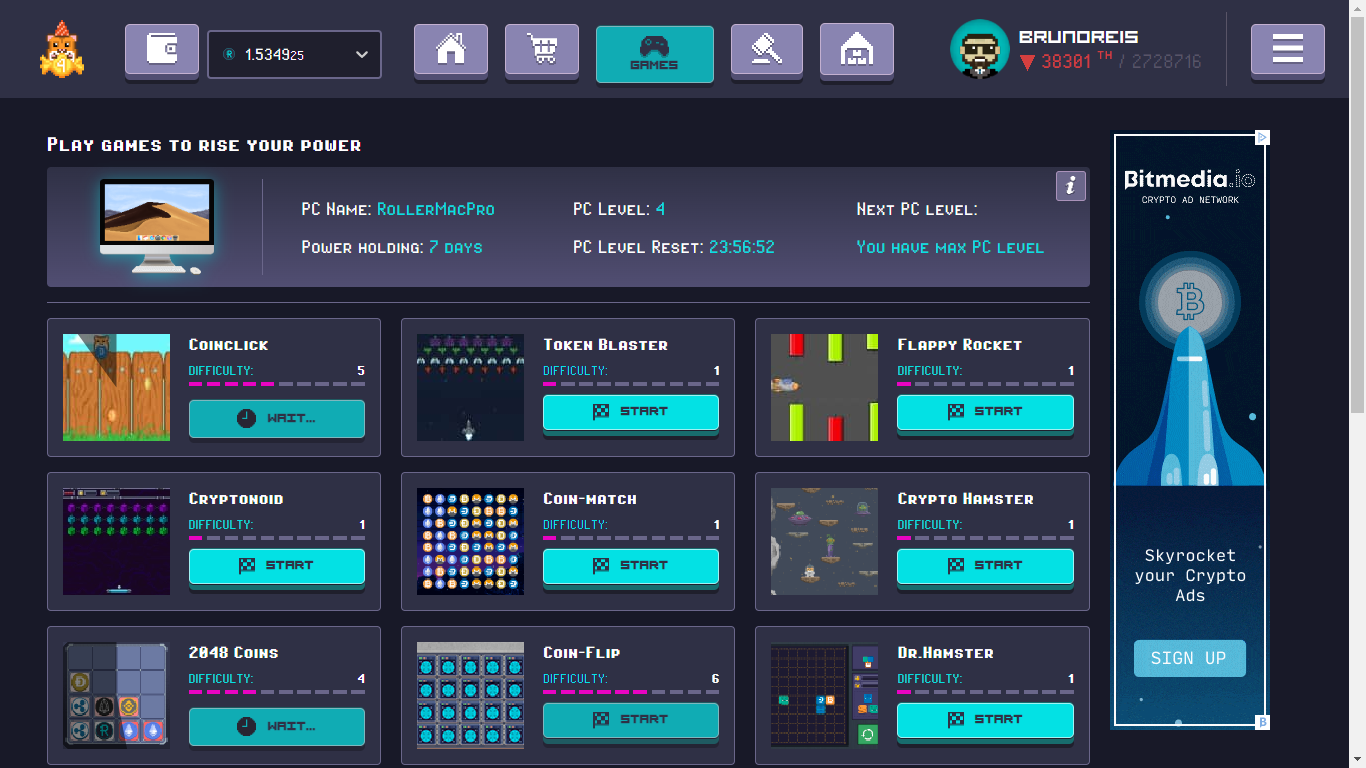 1.534925
GAMES
BRUNOREIS
38301 TH / 2728716
Play games to rise your power
PC Name: RollerMacPro
PC Level: 4
Next PC level:
Power holding: 7 days
PC Level Reset: 23:56:52
You have max PC level
Coinclick
Difficulty: 5
WAIT...
Token Blaster
Difficulty: 1
START
Flappy Rocket
Difficulty: 1
START
Cryptonoid
Difficulty: 1
START
Coin-match
Difficulty: 1
START
Crypto Hamster
Difficulty: 1
START
2048 Coins
Difficulty: 4
WAIT...
Coin-Flip
Difficulty: 6
START
Dr.Hamster
Difficulty: 1
START
Bitmedia.io
CRYPTO AD NETWORK
Skyrocket
your Crypto
Ads
SIGN UP